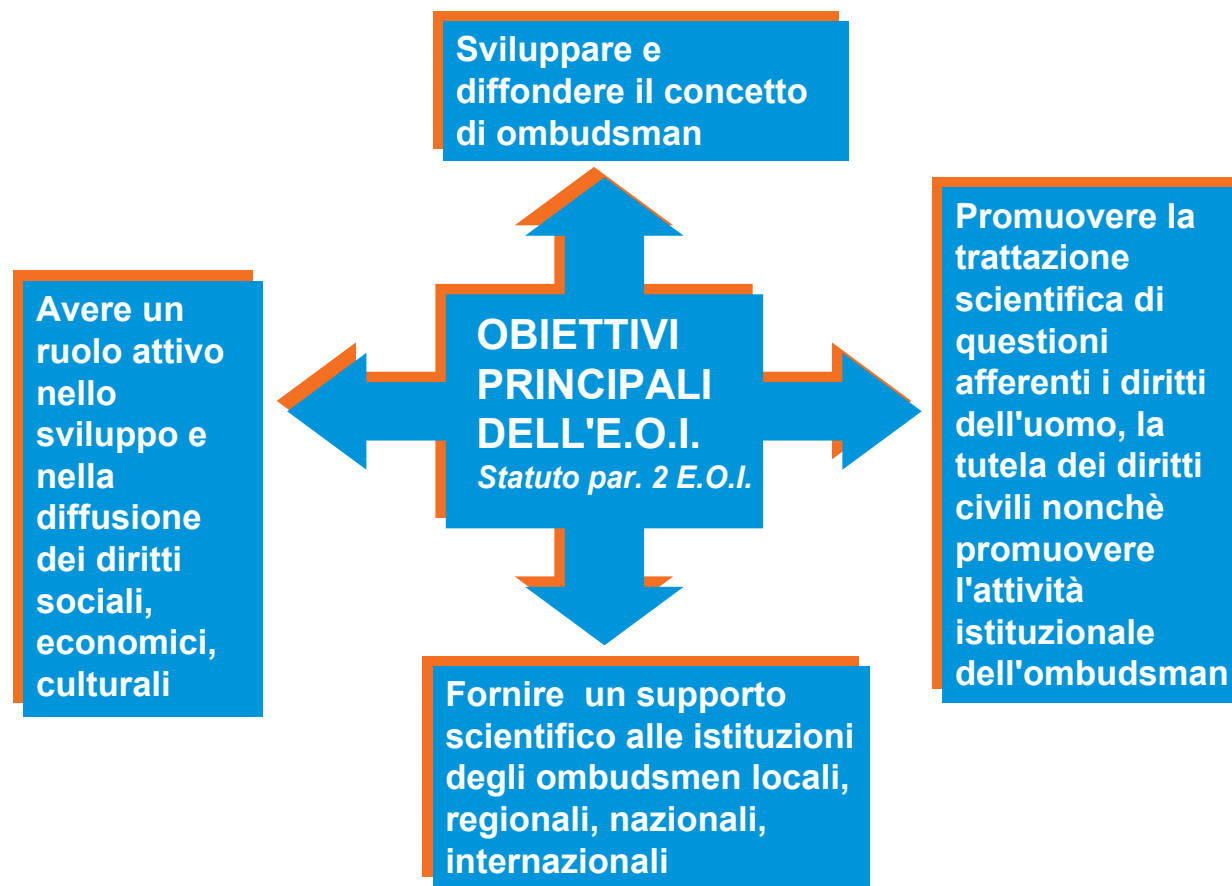 Sviluppare e
diffondere il concetto
di ombudsman
Avere un
ruolo attivo
nello
sviluppo e
nella
diffusione
dei diritti
sociali,
economici,
culturali
OBIETTIVI
PRINCIPALI
DELL'E.O.I.
Statuto par. 2 E.O.I.
Promuovere la
trattazione
scientifica di
questioni
afferenti i diritti
dell'uomo, la
tutela dei diritti
civili nonchè
promuovere
l'attività
istituzionale
dell'ombudsman
Fornire un supporto
scientifico alle istituzioni
degli ombudsmen locali,
regionali, nazionali,
internazionali